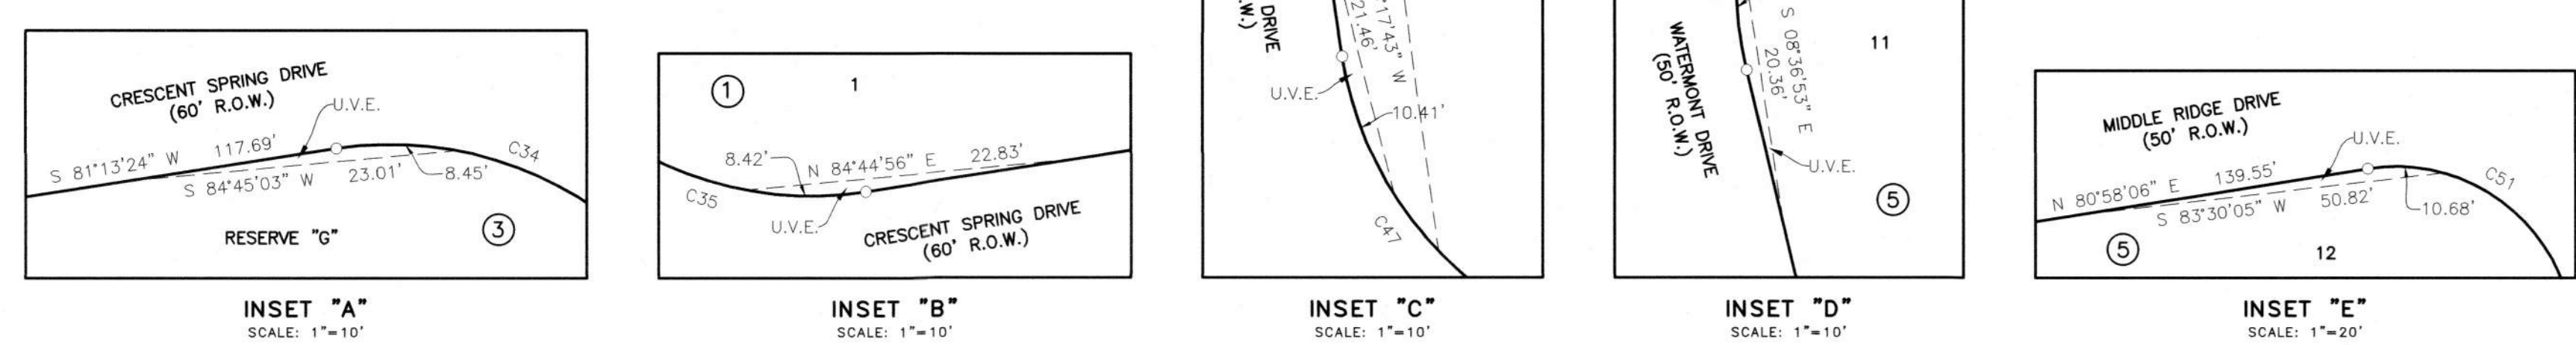 CRESCENT SPRING DRIVE
(60' R.O.W.)
U.V.E.
S 81°13'24" W 117.69'
S 84°45'03" W 23.01'
8.45'
C34
RESERVE "G"
3
INSET "A"
SCALE: 1"=10'
1
1
8.42'
N 84°44'56" E 22.83'
C35
U.V.E.
CRESCENT SPRING DRIVE
(60' R.O.W.)
INSET "B"
SCALE: 1"=10'
DRIVE
.W.)
21.46'
°17'43" W
U.V.E.
10.41'
C47
INSET "C"
SCALE: 1"=10'
WATERMONT DRIVE
(50' R.O.W.)
S 08°36'53" E
20.36'
11
U.V.E.
5
INSET "D"
SCALE: 1"=10'
MIDDLE RIDGE DRIVE
(50' R.O.W.)
U.V.E.
N 80°58'06" E 139.55'
S 83°30'05" W 50.82'
10.68'
C51
5
12
INSET "E"
SCALE: 1"=20'